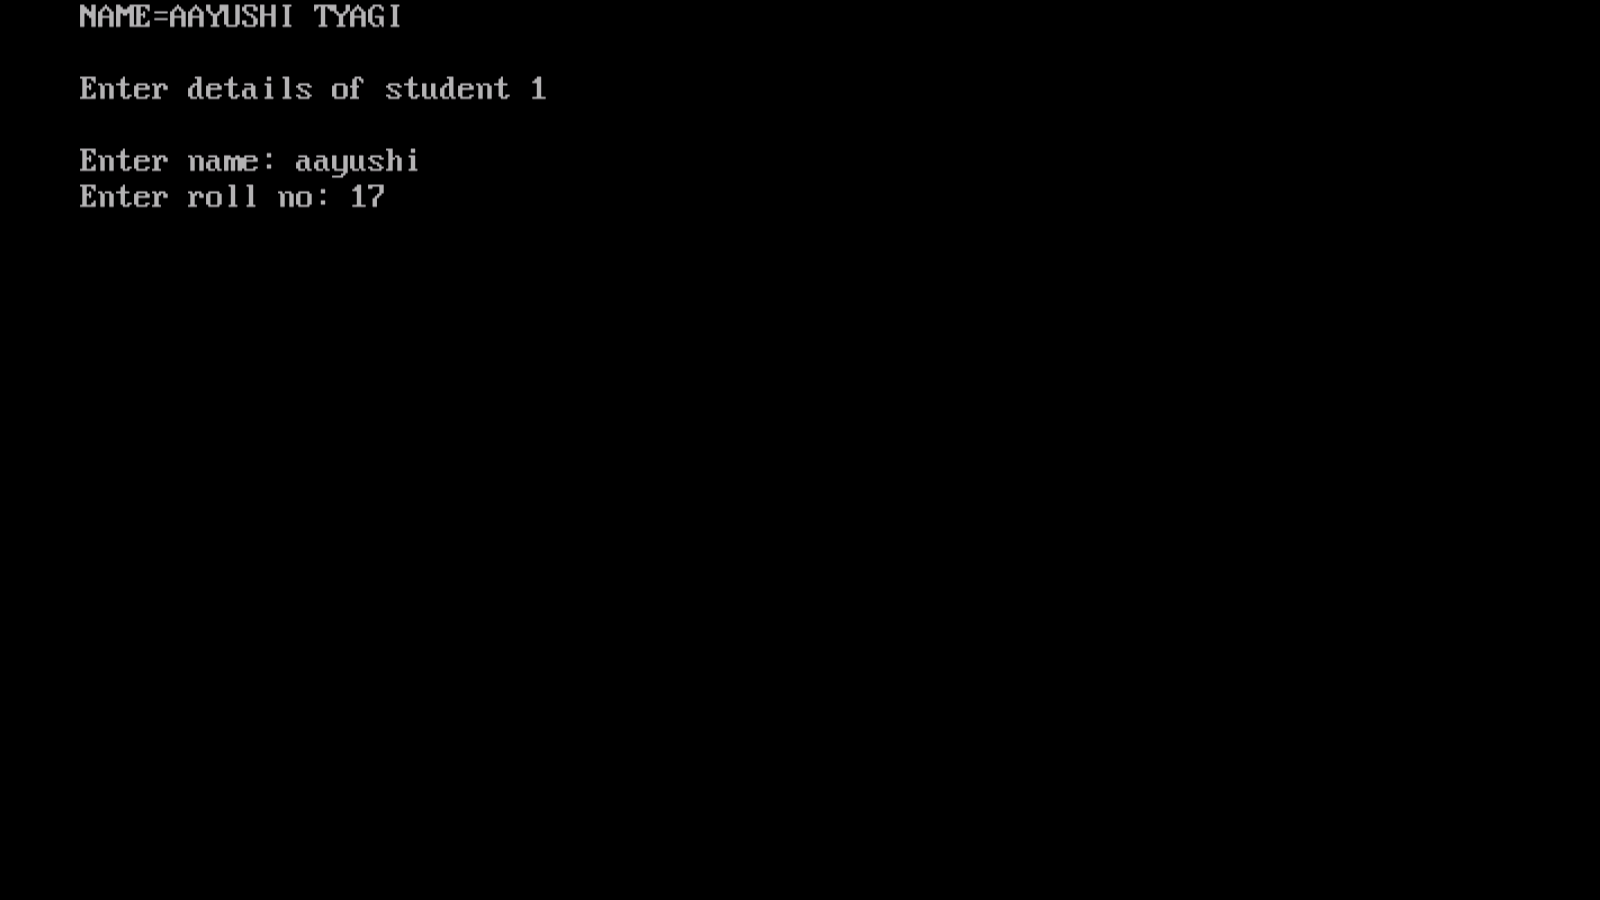 NAME=AAYUSHI TYAGI
Enter details of student 1
Enter name: aayushi
Enter roll no: 17